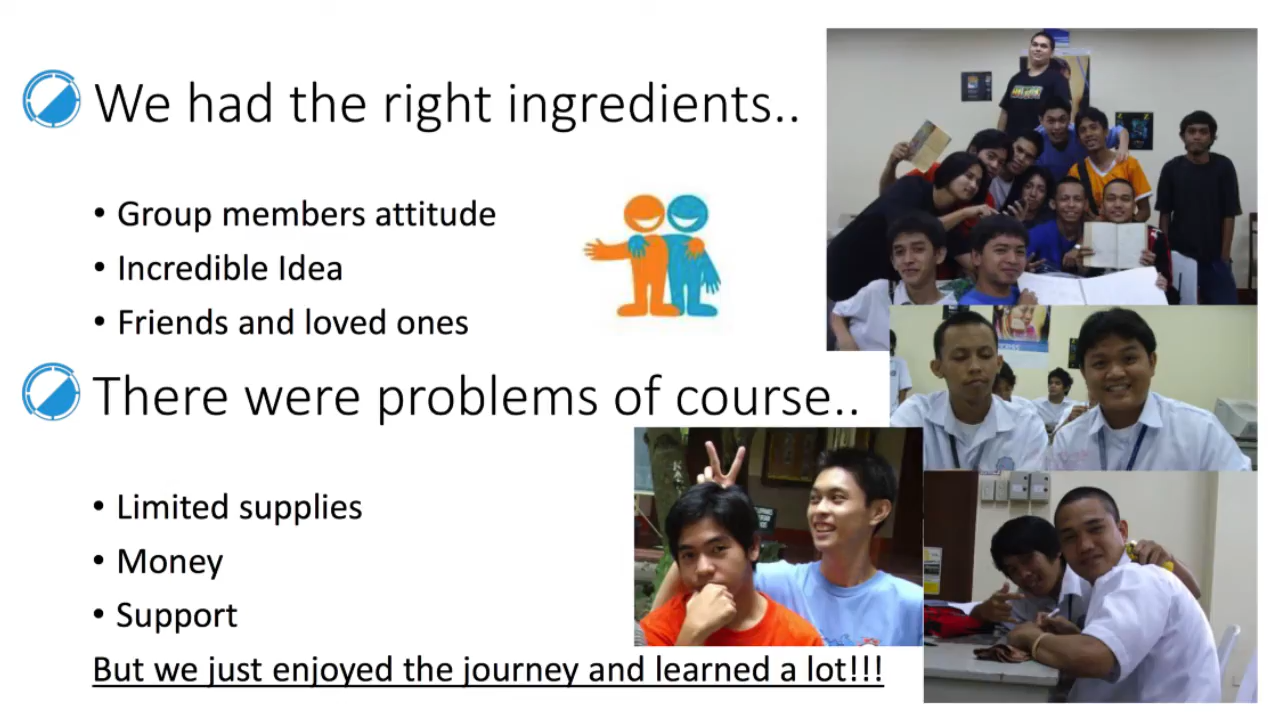 We had the right ingredients..
• Group members attitude
• Incredible Idea
• Friends and loved ones
There were problems of course..
• Limited supplies
• Money
• Support
But we just enjoyed the journey and learned a lot!!!